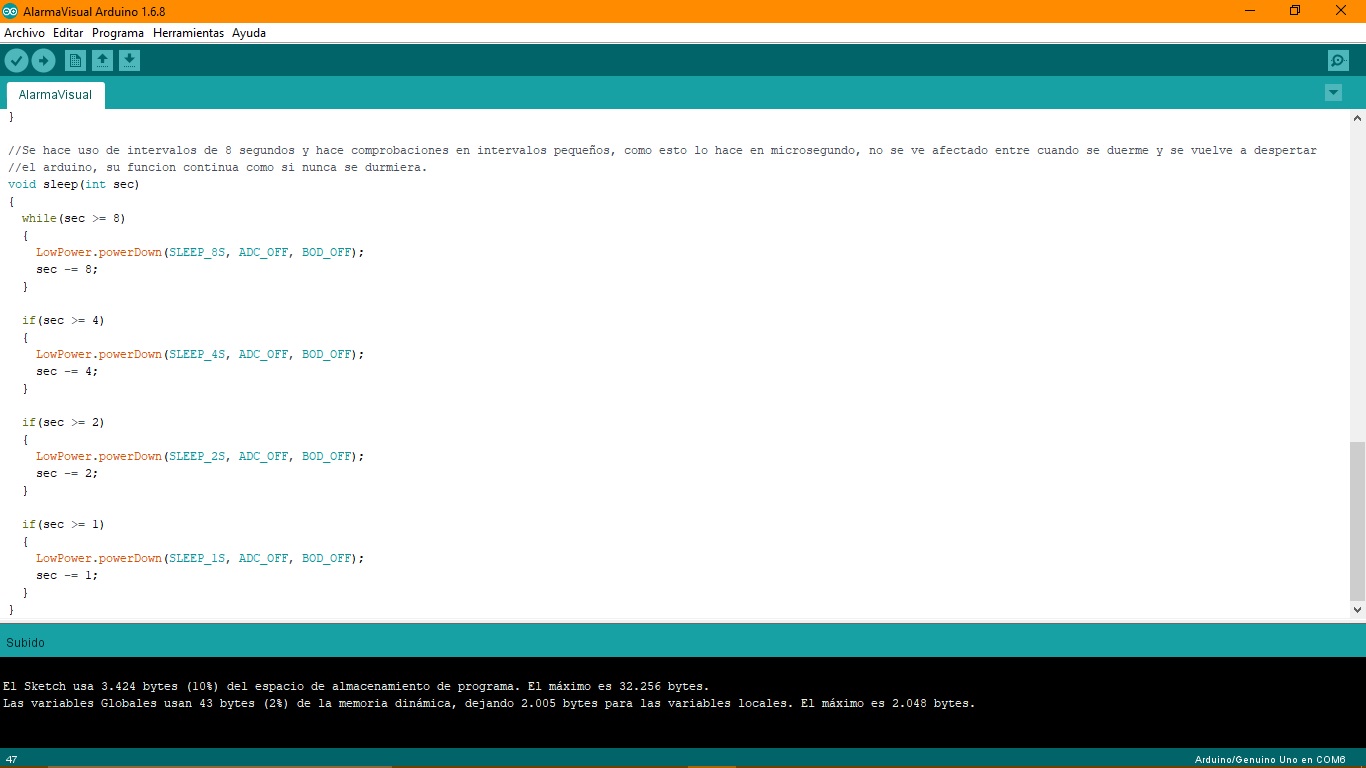 AlarmaVisual Arduino 1.6.8
Archivo Editar Programa Herramientas Ayuda
AlarmaVisual
}
//Se hace uso de intervalos de 8 segundos y hace comprobaciones en intervalos pequeños, como esto lo hace en microsegundo, no se ve afectado entre cuando se duerme y se vuelve a despertar
//el arduino, su funcion continua como si nunca se durmiera.
void sleep(int sec)
{
while(sec >= 8)
{
LowPower.powerDown(SLEEP_8S, ADC_OFF, BOD_OFF);
sec -= 8;
}
if(sec >= 4)
{
LowPower.powerDown(SLEEP_4S, ADC_OFF, BOD_OFF);
sec -= 4;
}
if(sec >= 2)
{
LowPower.powerDown(SLEEP_2S, ADC_OFF, BOD_OFF);
sec -= 2;
}
if(sec >= 1)
{
LowPower.powerDown(SLEEP_1S, ADC_OFF, BOD_OFF);
sec -= 1;
}
}
Subido
El Sketch usa 3.424 bytes (10%) del espacio de almacenamiento de programa. El máximo es 32.256 bytes.
Las variables Globales usan 43 bytes (2%) de la memoria dinámica, dejando 2.005 bytes para las variables locales. El máximo es 2.048 bytes.
47
Arduino/Genuino Uno en COM6